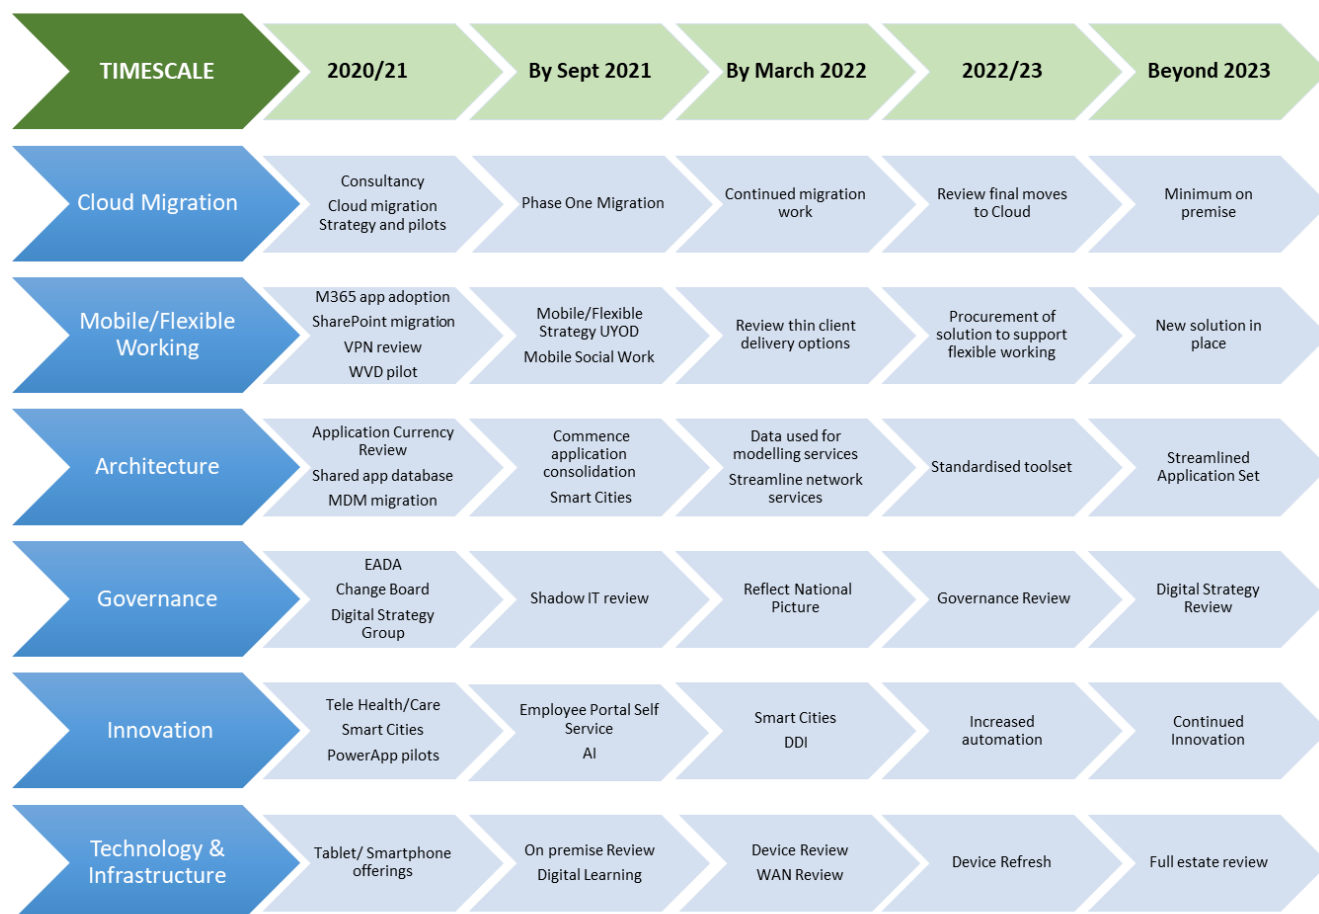 TIMESCALE
2020/21
By Sept 2021
By March 2022
2022/23
Beyond 2023
Cloud Migration
Consultancy
Cloud migration
Strategy and pilots
Phase One Migration
Continued migration
work
Review final moves
to Cloud
Minimum on
premise
Mobile/Flexible
Working
M365 app adoption
SharePoint migration
VPN review
WVD pilot
Mobile/Flexible
Strategy UYOD
Mobile Social Work
Review thin client
delivery options
Procurement of
solution to support
flexible working
New solution in
place
Architecture
Application Currency
Review
Shared app database
MDM migration
Commence
application
consolidation
Smart Cities
Data used for
modelling services
Streamline network
services
Standardised toolset
Streamlined
Application Set
Governance
EADA
Change Board
Digital Strategy
Group
Shadow IT review
Reflect National
Picture
Governance Review
Digital Strategy
Review
Innovation
Tele Health/Care
Smart Cities
PowerApp pilots
Employee Portal Self
Service
AI
Smart Cities
DDI
Increased
automation
Continued
Innovation
Technology &
Infrastructure
Tablet/ Smartphone
offerings
On premise Review
Digital Learning
Device Review
WAN Review
Device Refresh
Full estate review